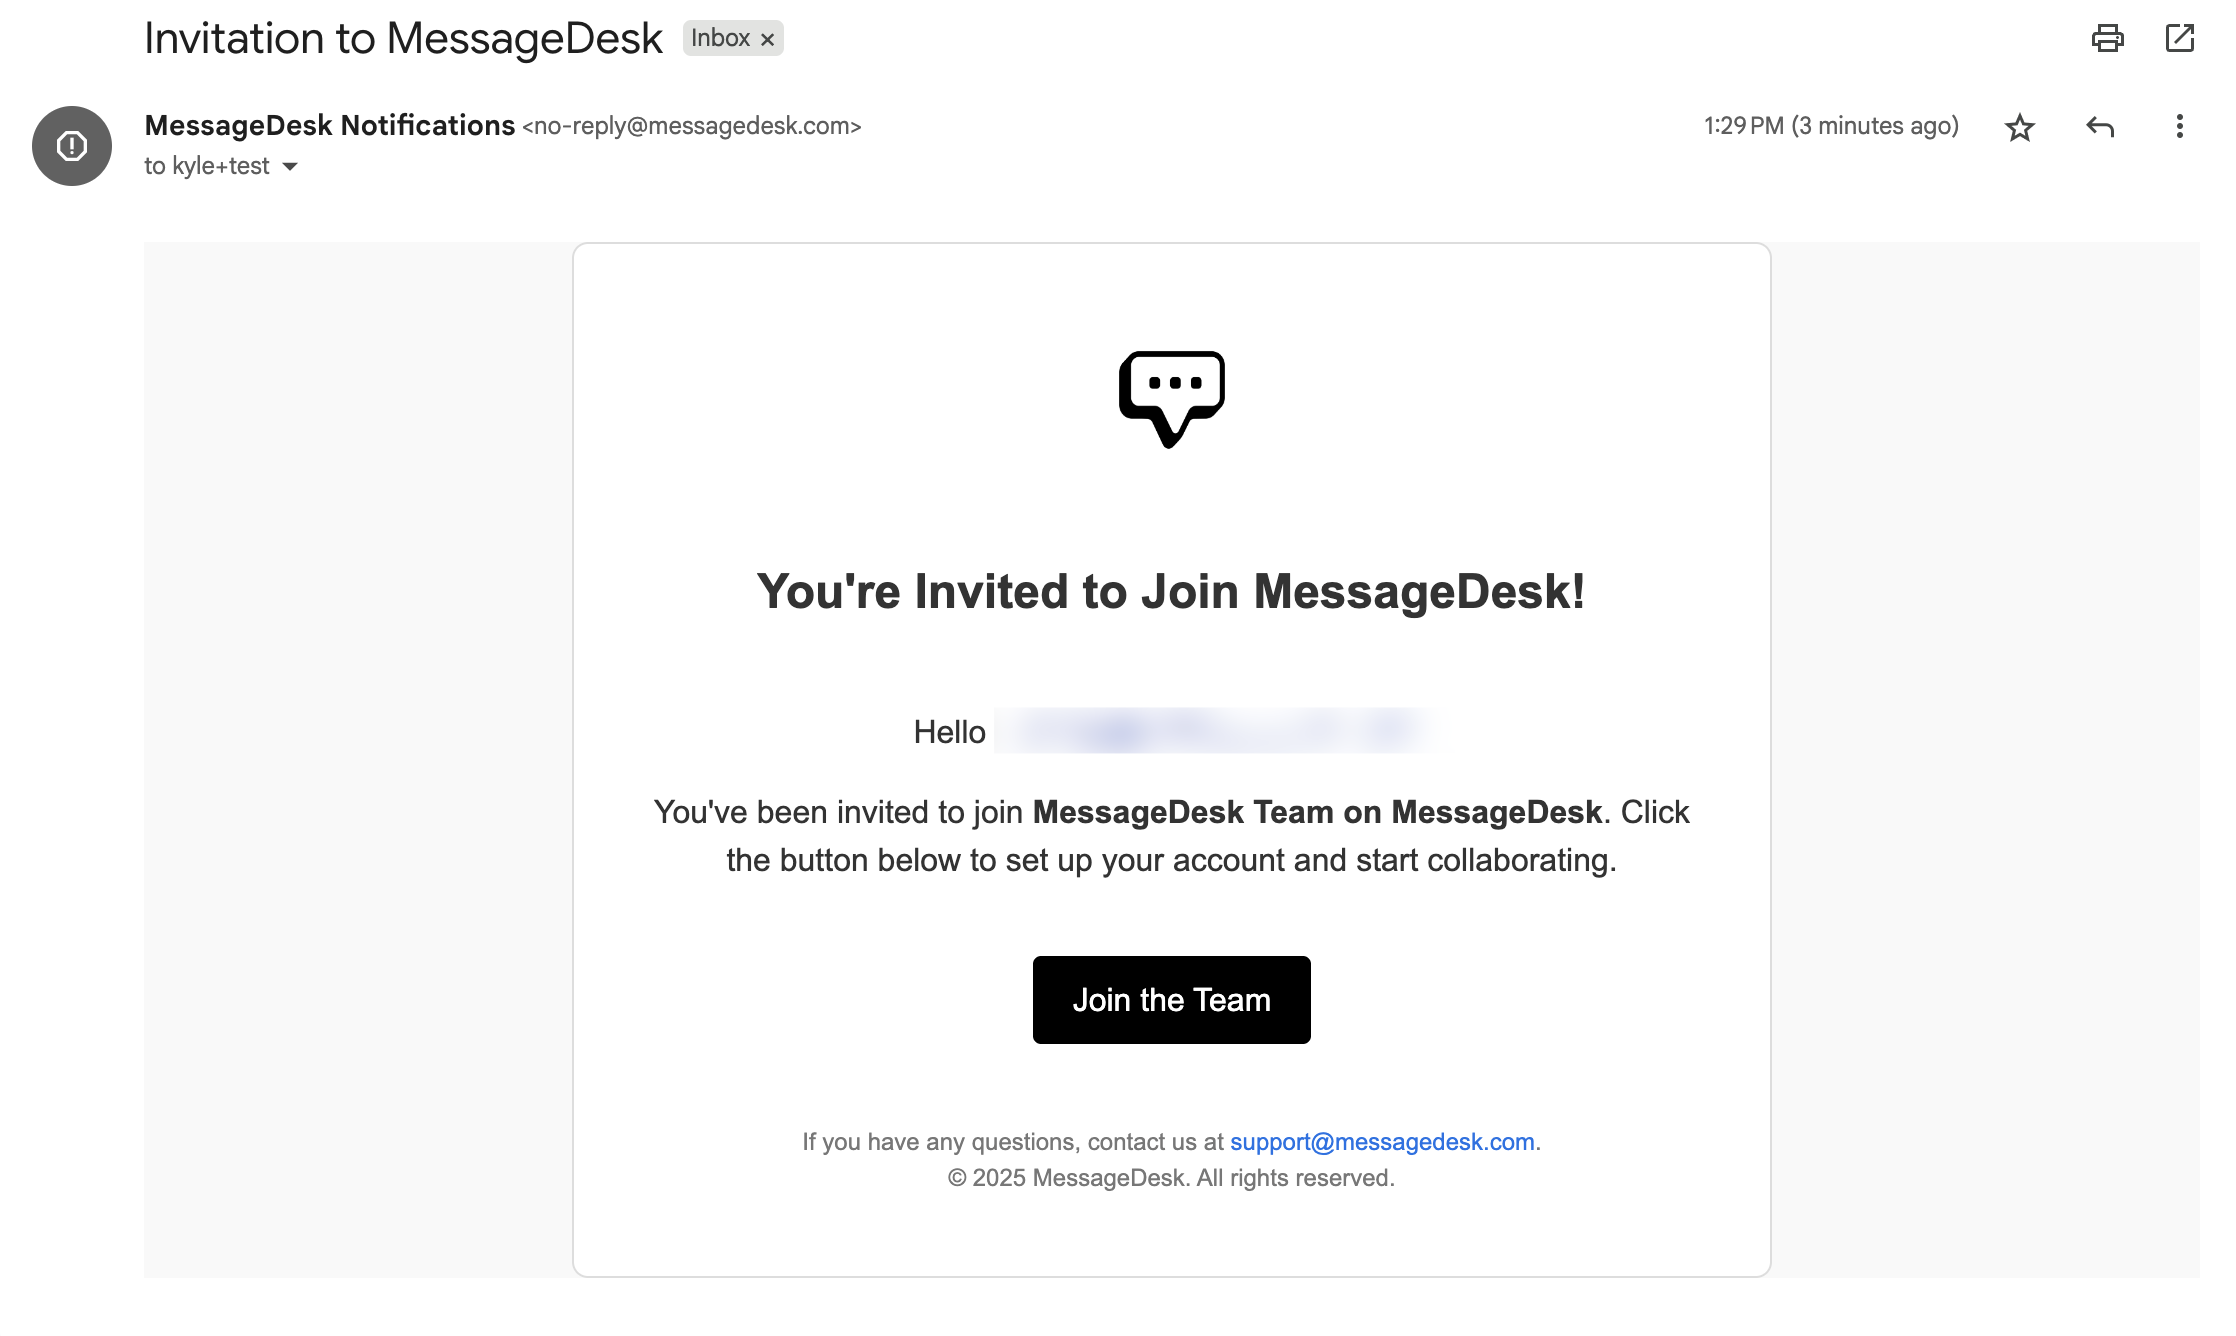 Invitation to MessageDesk Inbox ×
MessageDesk Notifications <no-reply@messagedesk.com> 1:29 PM (3 minutes ago)
to kyle+test
You're Invited to Join MessageDesk!
Hello
You've been invited to join MessageDesk Team on MessageDesk. Click
the button below to set up your account and start collaborating.
Join the Team
If you have any questions, contact us at support@messagedesk.com.
© 2025 MessageDesk. All rights reserved.